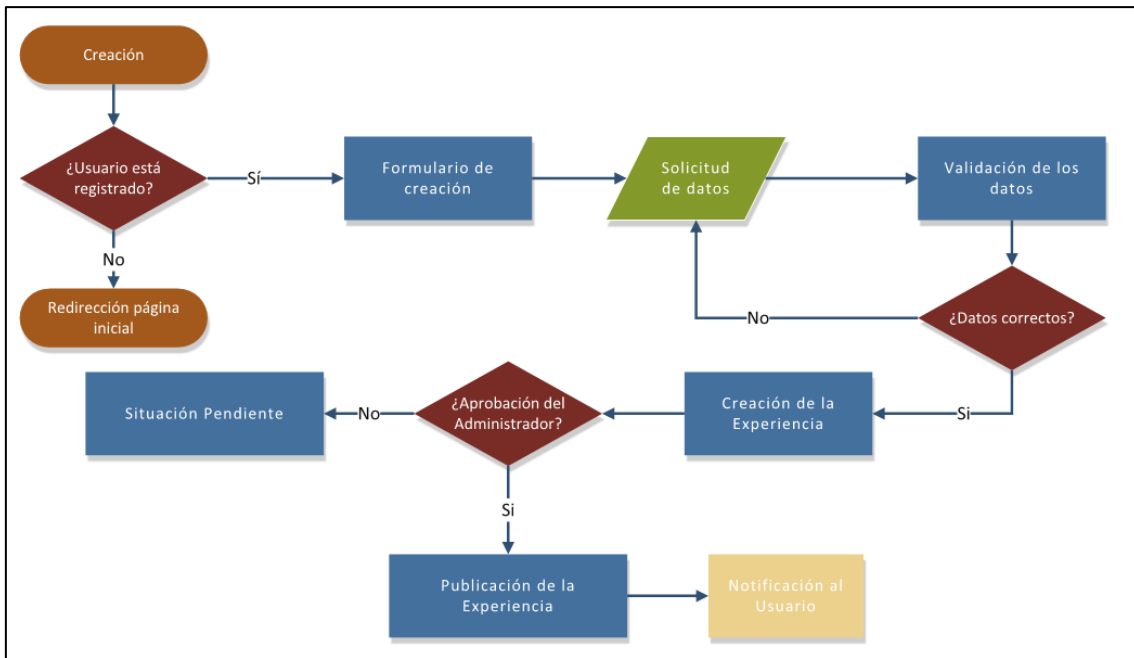 Creación
¿Usuario está
registrado?
Sí
Formulario de
creación
Solicitud
de datos
Validación de los
datos
No
Redirección página
inicial
No
¿Datos correctos?
Si
Creación de la
Experiencia
¿Aprobación del
Administrador?
No
Situación Pendiente
Si
Publicación de la
Experiencia
Notificación al
Usuario